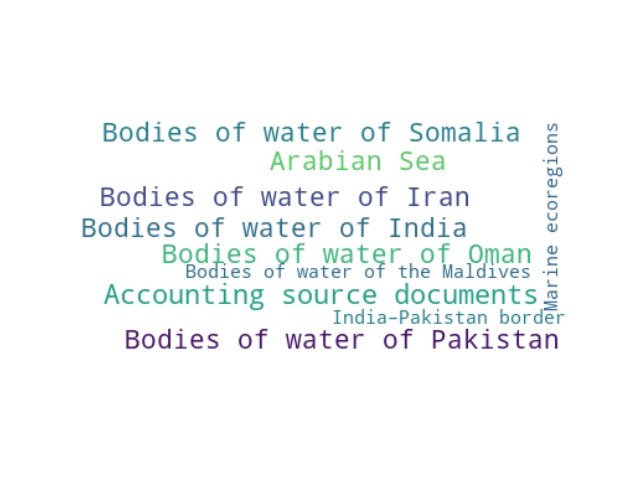 Bodies of water of Somalia
Arabian Sea
Bodies of water of Iran
Bodies of water of India
Bodies of water of Oman
Bodies of water of the Maldives
Accounting source documents
India–Pakistan border
Bodies of water of Pakistan
Marine ecoregions